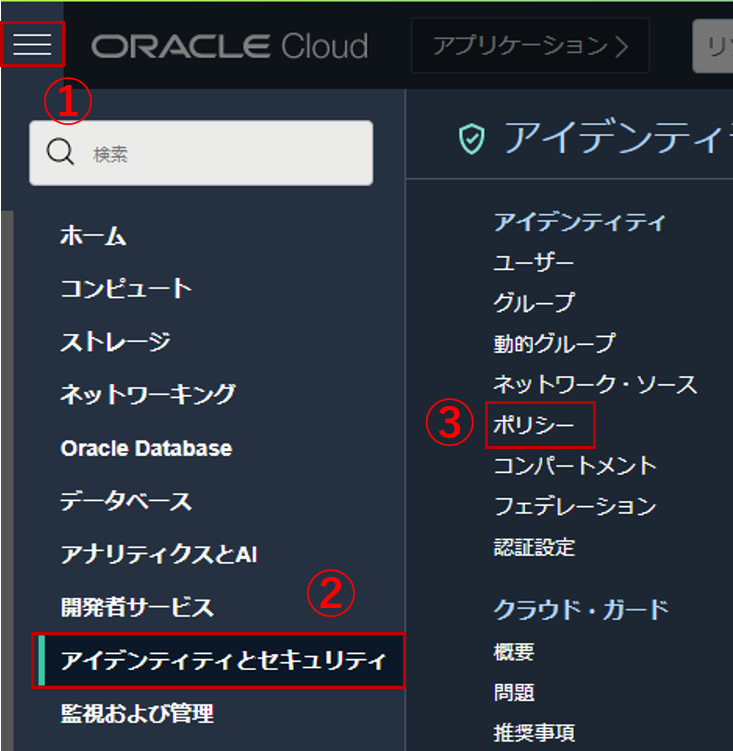 ORACLE Cloud
アプリケーション
リ
①
検索
ホーム
コンピュート
ストレージ
ネットワーキング
Oracle Database
データベース
アナリティクスとAI
開発者サービス
②
アイデンティティとセキュリティ
監視および管理
アイデンティテ
アイデンティティ
ユーザー
グループ
動的グループ
ネットワーク・ソース
③
ポリシー
コンパートメント
フェデレーション
認証設定
クラウド・ガード
概要
問題
推奨事項